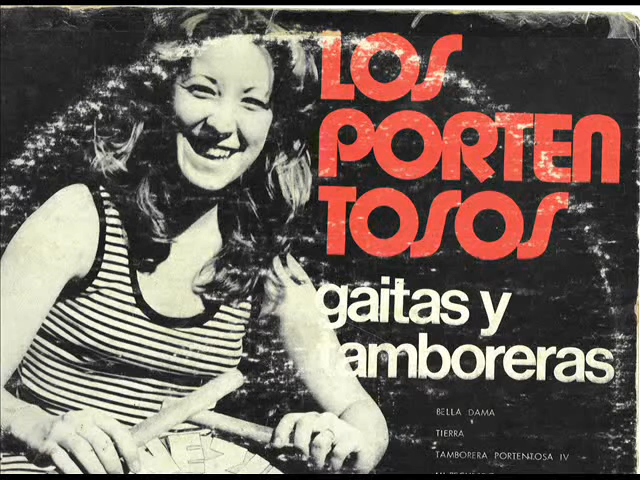 LOS
PORTEN
TOSOS
gaitas y
tamboreras
BELLA DAMA
TIERRA
TAMBORERA PORTENTOSA IV